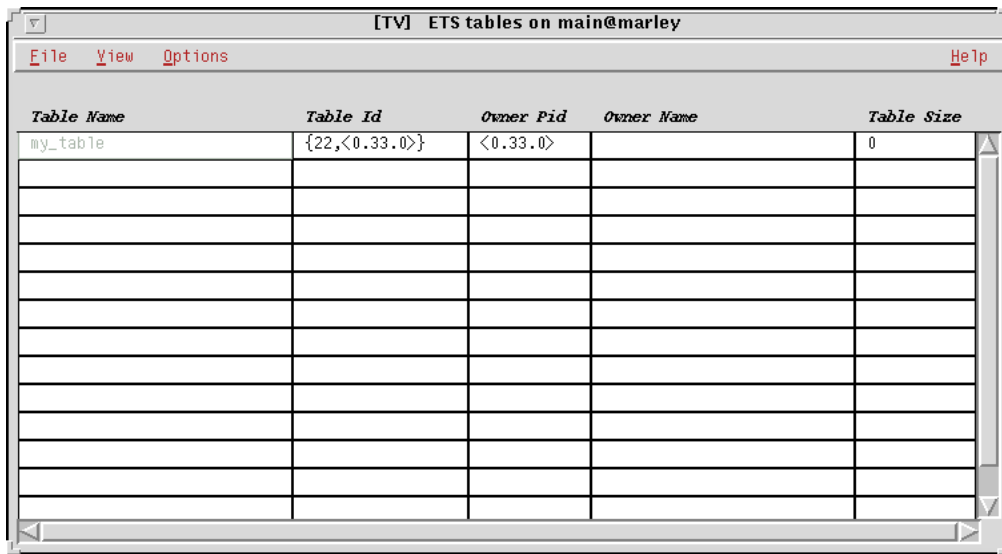 [TV] ETS tables on main@marley
File View Options Help
Table Name Table Id Owner Pid Owner Name Table Size
my_table {22,<0.33.0>} <0.33.0> 0